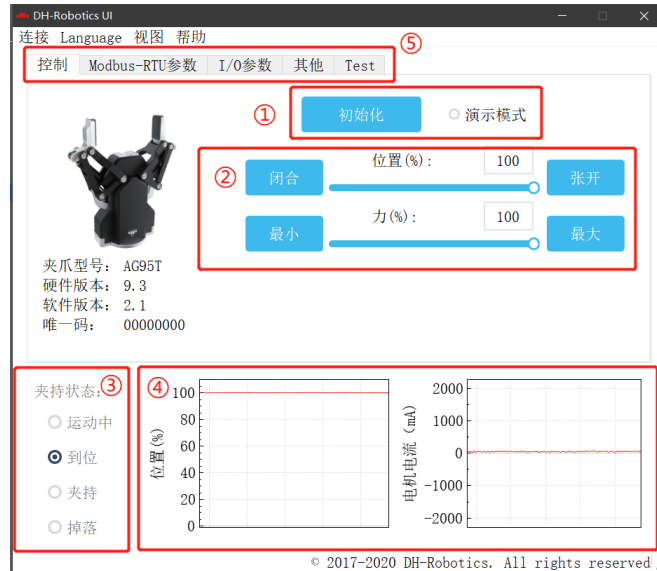 DH-Robotics UI
连接 Language 视图 帮助
⑤
控制 Modbus-RTU参数 I/O参数 其他 Test
① 初始化 演示模式
② 闭合 位置(%): 100 张开
最小 力(%): 100 最大
夹爪型号: AG95T
硬件版本: 9.3
软件版本: 2.1
唯一码: 00000000
夹持状态: ③
运动中
到位
夹持
掉落
④
位置(%)
100
80
60
40
20
0
电机电流 (mA)
2000
1000
0
-1000
-2000
© 2017-2020 DH-Robotics. All rights reserved